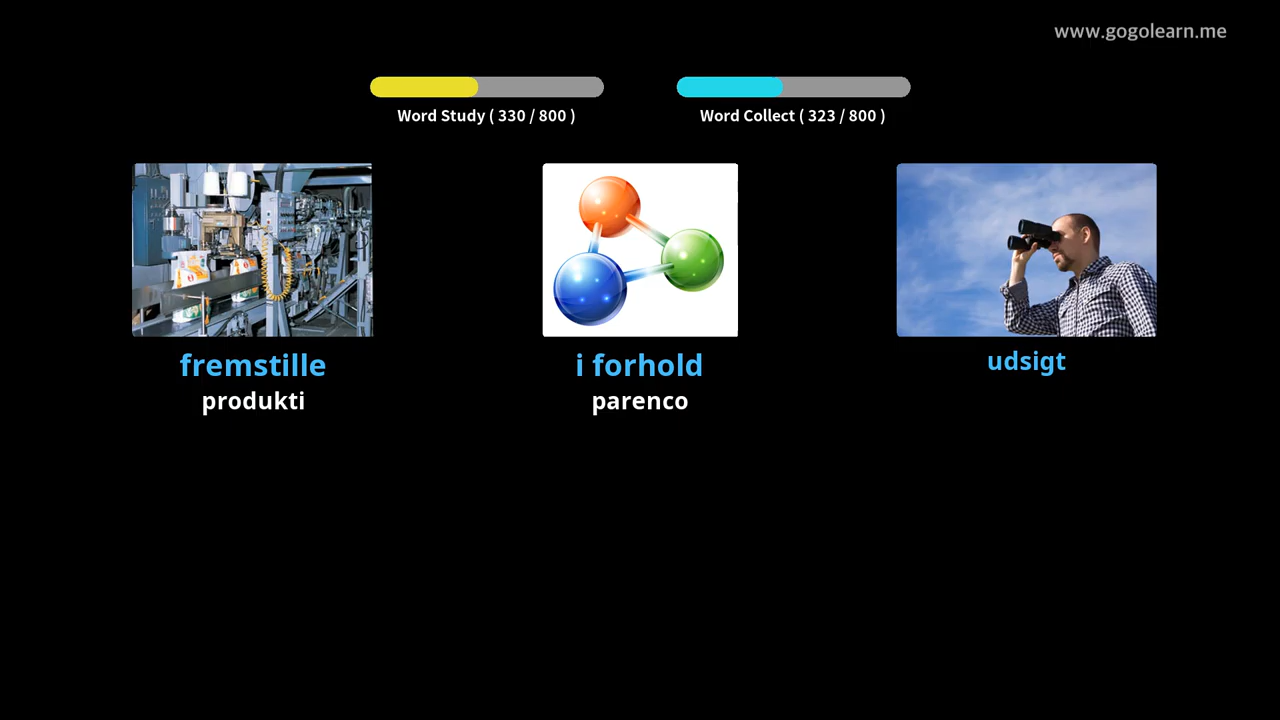 www.gogolearn.me
Word Study ( 330 / 800 )
Word Collect ( 323 / 800 )
fremstille
produkti
i forhold
parenco
udsigt